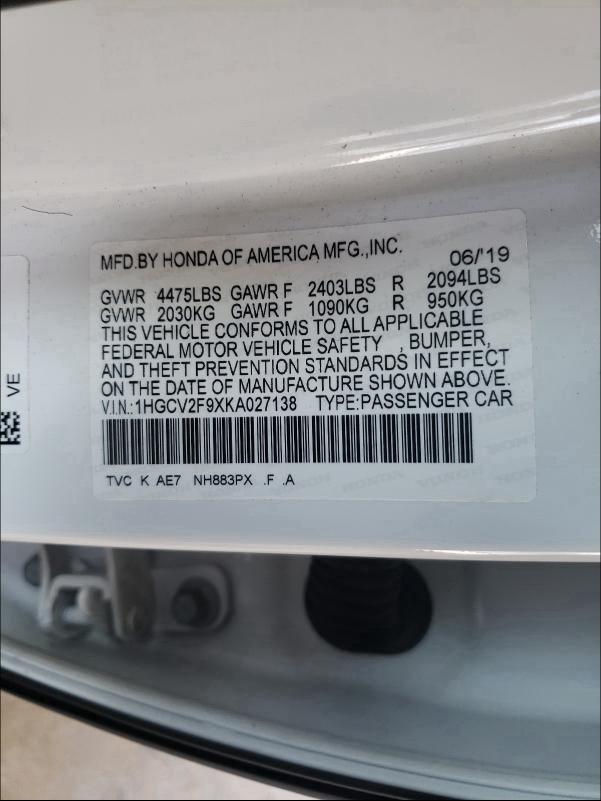 MFD.BY HONDA OF AMERICA MFG.,INC. 06/'19
GVWR 4475LBS GAWR F 2403LBS R 2094LBS
GVWR 2030KG GAWR F 1090KG R 950KG
THIS VEHICLE CONFORMS TO ALL APPLICABLE
FEDERAL MOTOR VEHICLE SAFETY , BUMPER,
AND THEFT PREVENTION STANDARDS IN EFFECT
ON THE DATE OF MANUFACTURE SHOWN ABOVE.
V.I.N.:1HGCV2F9XKA027138 TYPE:PASSENGER CAR
TVC K AE7 NH883PX .F .A
VE